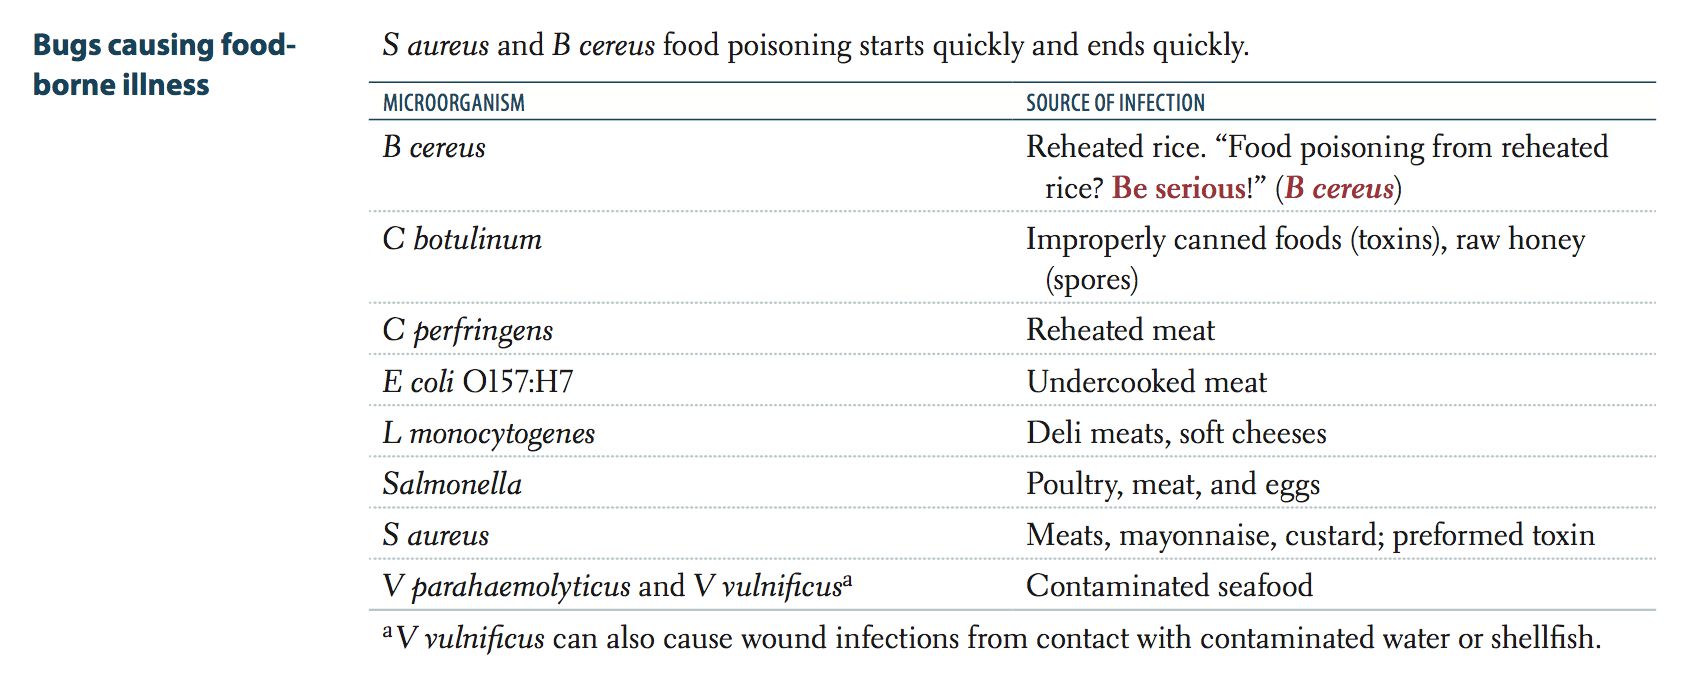 Bugs causing food-
borne illness
S aureus and B cereus food poisoning starts quickly and ends quickly.
MICROORGANISM SOURCE OF INFECTION
B cereus Reheated rice. “Food poisoning from reheated
rice? Be serious!” (B cereus)
C botulinum Improperly canned foods (toxins), raw honey
(spores)
C perfringens Reheated meat
E coli O157:H7 Undercooked meat
L monocytogenes Deli meats, soft cheeses
Salmonella Poultry, meat, and eggs
S aureus Meats, mayonnaise, custard; preformed toxin
V parahaemolyticus and V vulnificusᵃ Contaminated seafood
ᵃV vulnificus can also cause wound infections from contact with contaminated water or shellfish.